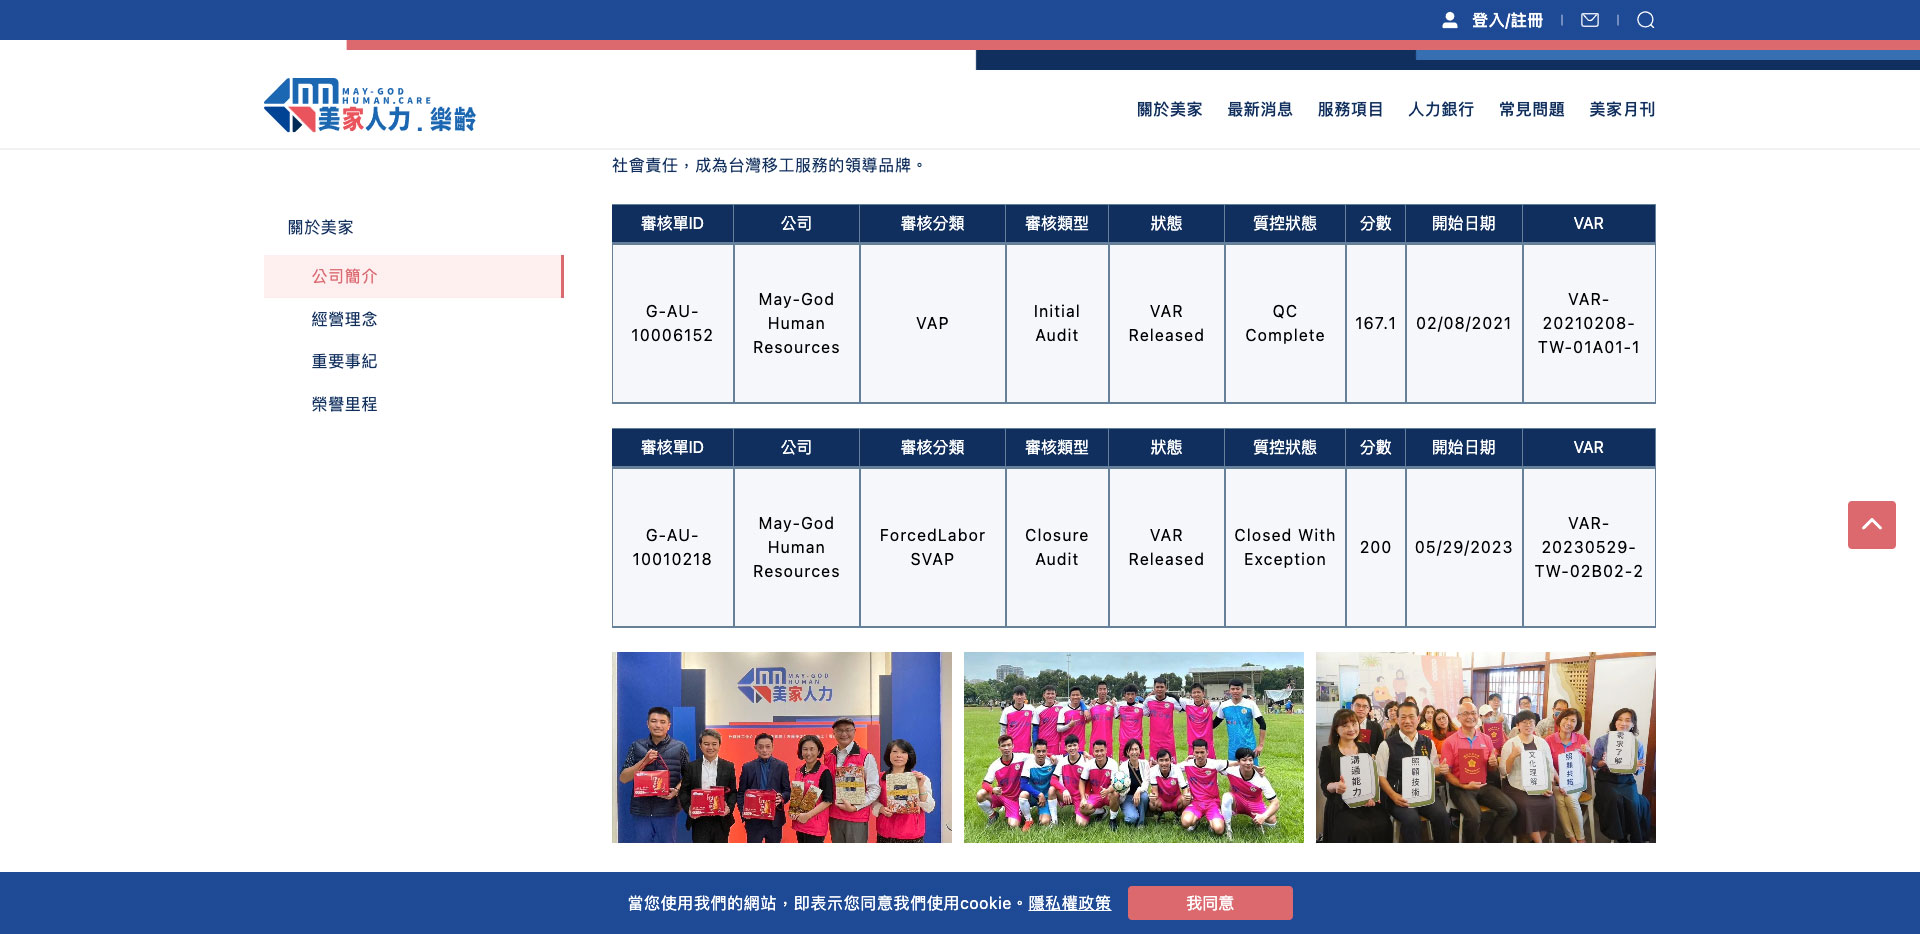 登入/註冊
MAY-GOD
HUMAN.CARE
美家人力.樂齡
關於美家 最新消息 服務項目 人力銀行 常見問題 美家月刊
社會責任，成為台灣移工服務的領導品牌。
關於美家
公司簡介
經營理念
重要事紀
榮譽里程
審核單ID 公司 審核分類 審核類型 狀態 質控狀態 分數 開始日期 VAR
G-AU-
10006152
May-God
Human
Resources
VAP
Initial
Audit
VAR
Released
QC
Complete
167.1
02/08/2021
VAR-
20210208-
TW-01A01-1
審核單ID 公司 審核分類 審核類型 狀態 質控狀態 分數 開始日期 VAR
G-AU-
10010218
May-God
Human
Resources
ForcedLabor
SVAP
Closure
Audit
VAR
Released
Closed With
Exception
200
05/29/2023
VAR-
20230529-
TW-02B02-2
MAY-GOD
HUMAN
美家人力
溝通能力
照顧技術
文化理解
需求了解
當您使用我們的網站，即表示您同意我們使用cookie。隱私權政策
我同意